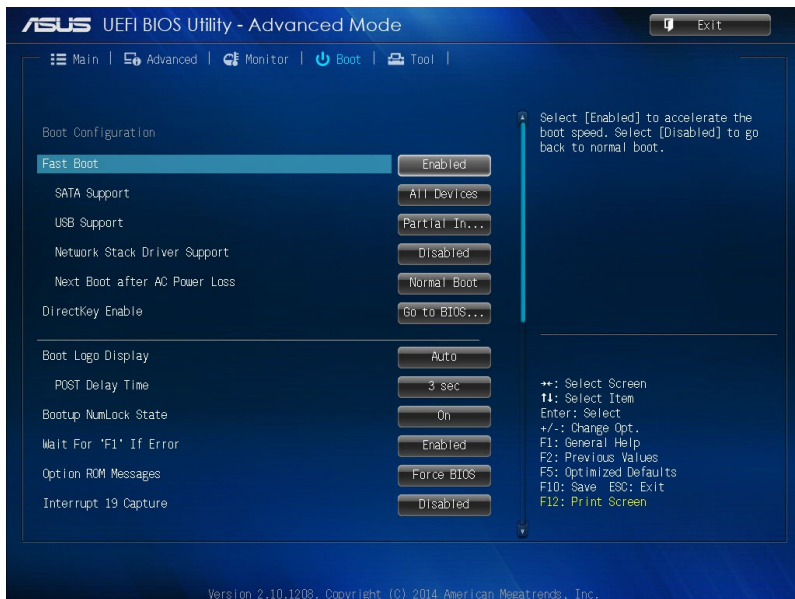 ASUS UEFI BIOS Utility - Advanced Mode
Exit
Main | Advanced | Monitor | Boot | Tool |
Boot Configuration
Fast Boot Enabled
SATA Support All Devices
USB Support Partial In...
Network Stack Driver Support Disabled
Next Boot after AC Power Loss Normal Boot
DirectKey Enable Go to BIOS...
Boot Logo Display Auto
POST Delay Time 3 sec
Bootup NumLock State On
Wait For 'F1' If Error Enabled
Option ROM Messages Force BIOS
Interrupt 19 Capture Disabled
Select [Enabled] to accelerate the
boot speed. Select [Disabled] to go
back to normal boot.
→←: Select Screen
↑↓: Select Item
Enter: Select
+/-: Change Opt.
F1: General Help
F2: Previous Values
F5: Optimized Defaults
F10: Save ESC: Exit
F12: Print Screen
Version 2.10.1208. Copyright (C) 2014 American Megatrends, Inc.